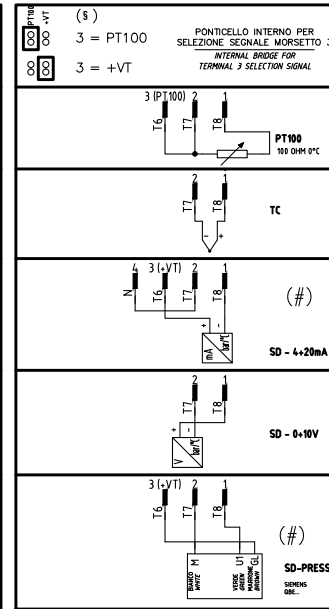 PT100
+VT
(§)
3 = PT100
3 = +VT
PONTICELLO INTERNO PER
SELEZIONE SEGNALE MORSETTO 3
INTERNAL BRIDGE FOR
TERMINAL 3 SELECTION SIGNAL
3 (PT100) 2 1
T6 T7 T8
PT100
100 OHM 0°C
2 1
T7 T8
- +
TC
4 3 (+VT) 2 1
N T6 T7 T8
(#)
+ -
mA bar/°C
SD - 4÷20mA
2 1
T7 T8
+ -
V bar/°C
SD - 0÷10V
3 (+VT) 2 1
T6 T7 T8
(#)
M U1 GL
BIANCO
WHITE
VERDE
GREEN
MARRONE
BROWN
SD-PRESS
SIEMENS
QBE..